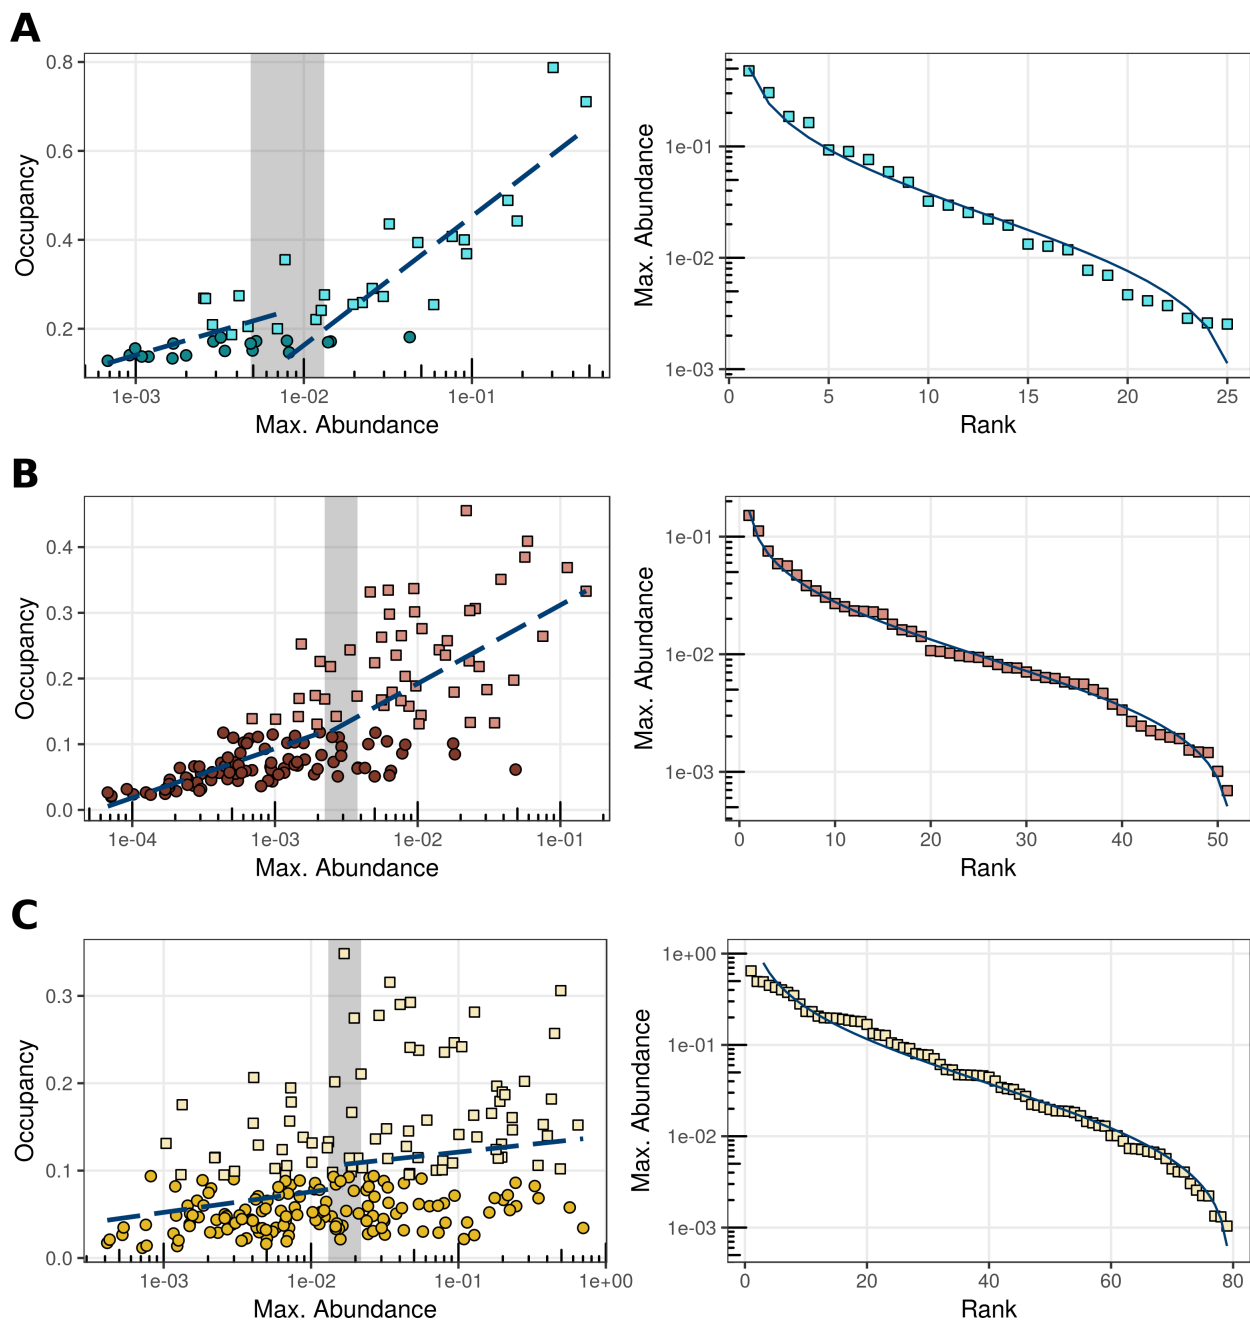 A
Occupancy
0.8
0.6
0.4
0.2
1e-03 1e-02 1e-01
Max. Abundance
Max. Abundance
1e-01
1e-02
1e-03
0 5 10 15 20 25
Rank
B
Occupancy
0.4
0.3
0.2
0.1
0.0
1e-04 1e-03 1e-02 1e-01
Max. Abundance
Max. Abundance
1e-01
1e-02
1e-03
0 10 20 30 40 50
Rank
C
Occupancy
0.3
0.2
0.1
0.0
1e-03 1e-02 1e-01 1e+00
Max. Abundance
Max. Abundance
1e+00
1e-01
1e-02
1e-03
0 20 40 60 80
Rank